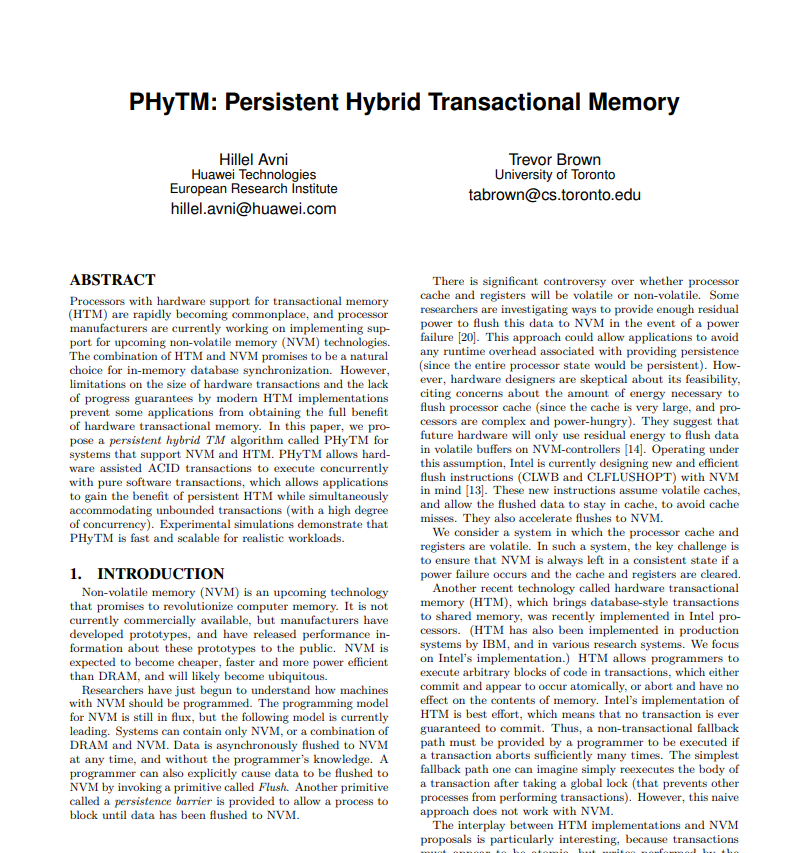 PHyTM: Persistent Hybrid Transactional Memory
Hillel Avni
Huawei Technologies
European Research Institute
hillel.avni@huawei.com
Trevor Brown
University of Toronto
tabrown@cs.toronto.edu
ABSTRACT
Processors with hardware support for transactional memory
(HTM) are rapidly becoming commonplace, and processor
manufacturers are currently working on implementing sup-
port for upcoming non-volatile memory (NVM) technologies.
The combination of HTM and NVM promises to be a natural
choice for in-memory database synchronization. However,
limitations on the size of hardware transactions and the lack
of progress guarantees by modern HTM implementations
prevent some applications from obtaining the full benefit
of hardware transactional memory. In this paper, we pro-
pose a persistent hybrid TM algorithm called PHyTM for
systems that support NVM and HTM. PHyTM allows hard-
ware assisted ACID transactions to execute concurrently
with pure software transactions, which allows applications
to gain the benefit of persistent HTM while simultaneously
accommodating unbounded transactions (with a high degree
of concurrency). Experimental simulations demonstrate that
PHyTM is fast and scalable for realistic workloads.
1. INTRODUCTION
Non-volatile memory (NVM) is an upcoming technology
that promises to revolutionize computer memory. It is not
currently commercially available, but manufacturers have
developed prototypes, and have released performance in-
formation about these prototypes to the public. NVM is
expected to become cheaper, faster and more power efficient
than DRAM, and will likely become ubiquitous.
Researchers have just begun to understand how machines
with NVM should be programmed. The programming model
for NVM is still in flux, but the following model is currently
leading. Systems can contain only NVM, or a combination of
DRAM and NVM. Data is asynchronously flushed to NVM
at any time, and without the programmer's knowledge. A
programmer can also explicitly cause data to be flushed to
NVM by invoking a primitive called Flush. Another primitive
called a persistence barrier is provided to allow a process to
block until data has been flushed to NVM.
There is significant controversy over whether processor
cache and registers will be volatile or non-volatile. Some
researchers are investigating ways to provide enough residual
power to flush this data to NVM in the event of a power
failure [20]. This approach could allow applications to avoid
any runtime overhead associated with providing persistence
(since the entire processor state would be persistent). How-
ever, hardware designers are skeptical about its feasibility,
citing concerns about the amount of energy necessary to
flush processor cache (since the cache is very large, and pro-
cessors are complex and power-hungry). They suggest that
future hardware will only use residual energy to flush data
in volatile buffers on NVM-controllers [14]. Operating under
this assumption, Intel is currently designing new and efficient
flush instructions (CLWB and CLFLUSHOPT) with NVM
in mind [13]. These new instructions assume volatile caches,
and allow the flushed data to stay in cache, to avoid cache
misses. They also accelerate flushes to NVM.
We consider a system in which the processor cache and
registers are volatile. In such a system, the key challenge is
to ensure that NVM is always left in a consistent state if a
power failure occurs and the cache and registers are cleared.
Another recent technology called hardware transactional
memory (HTM), which brings database-style transactions
to shared memory, was recently implemented in Intel pro-
cessors. (HTM has also been implemented in production
systems by IBM, and in various research systems. We focus
on Intel's implementation.) HTM allows programmers to
execute arbitrary blocks of code in transactions, which either
commit and appear to occur atomically, or abort and have no
effect on the contents of memory. Intel's implementation of
HTM is best effort, which means that no transaction is ever
guaranteed to commit. Thus, a non-transactional fallback
path must be provided by a programmer to be executed if
a transaction aborts sufficiently many times. The simplest
fallback path one can imagine simply reexecutes the body of
a transaction after taking a global lock (that prevents other
processes from performing transactions). However, this naive
approach does not work with NVM.
The interplay between HTM implementations and NVM
proposals is particularly interesting, because transactions